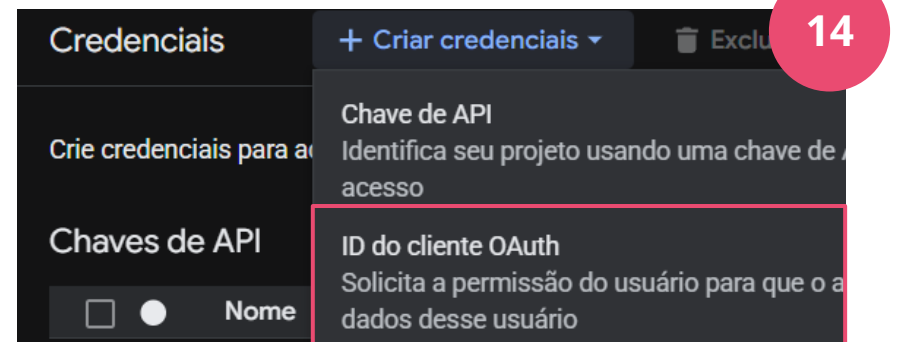 Credenciais
+ Criar credenciais
14
Chave de API
Identifica seu projeto usando uma chave de
acesso
Crie credenciais para
Chaves de API
ID do cliente OAuth
Solicita a permissão do usuário para que o
dados desse usuário
Nome